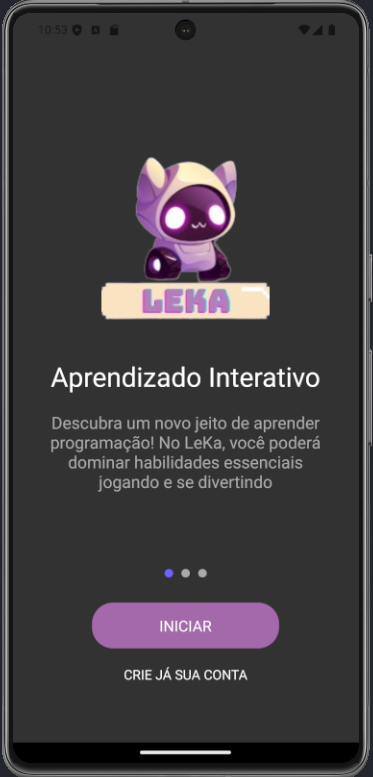 10:53
LEKA
Aprendizado Interativo
Descubra um novo jeito de aprender
programação! No LeKa, você poderá
dominar habilidades essenciais
jogando e se divertindo
INICIAR
CRIE JÁ SUA CONTA